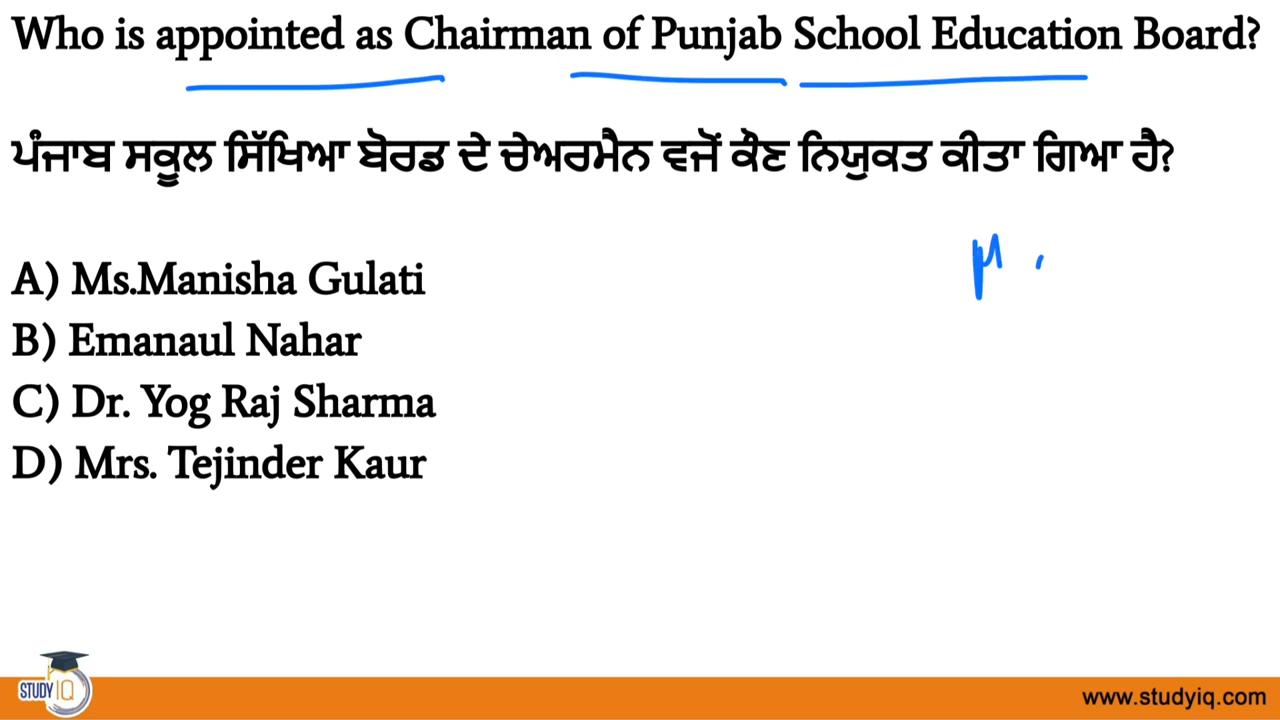 Who is appointed as Chairman of Punjab School Education Board?
ਪੰਜਾਬ ਸਕੂਲ ਸਿੱਖਿਆ ਬੋਰਡ ਦੇ ਚੇਅਰਮੈਨ ਵਜੋਂ ਕੌਣ ਨਿਯੁਕਤ ਕੀਤਾ ਗਿਆ ਹੈ?
A) Ms.Manisha Gulati
B) Emanaul Nahar
C) Dr. Yog Raj Sharma
D) Mrs. Tejinder Kaur
STUDY IQ
www.studyiq.com